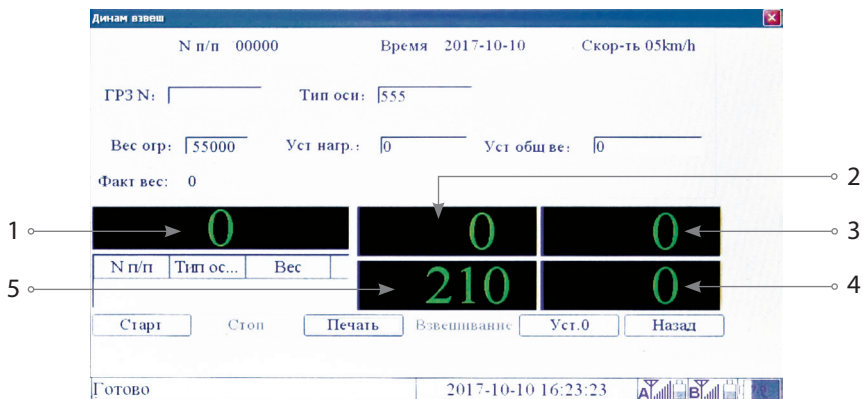 Динам взвеш
N п/п 00000 Время 2017-10-10 Скор-ть 05km/h
ГРЗ N: Тип оси: 555
Вес огр: 55000 Уст нагр.: 0 Уст общ ве: 0
Факт вес: 0
2
1 0 0 0 3
N п/п Тип ос... Вес
5 210 0 4
Старт Стоп Печать Взвешивание Уст.0 Назад
Готово 2017-10-10 16:23:23 A B